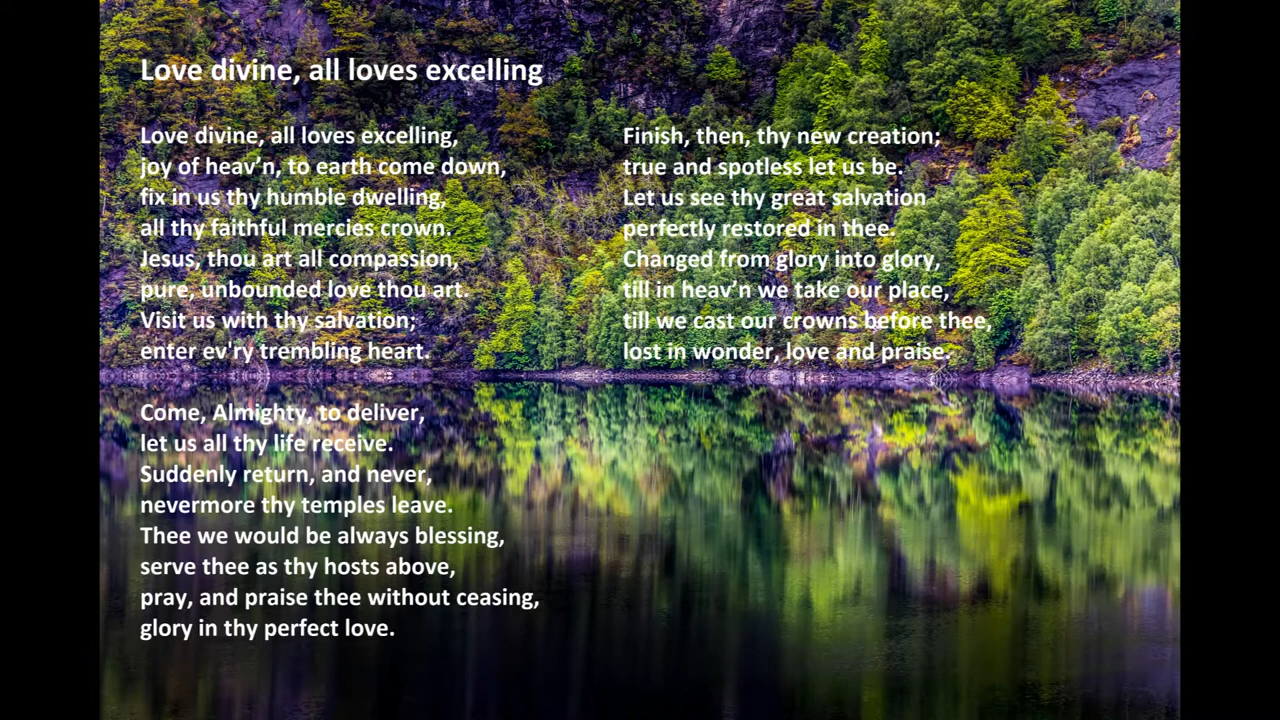 Love divine, all loves excelling
Love divine, all loves excelling,
joy of heav’n, to earth come down,
fix in us thy humble dwelling,
all thy faithful mercies crown.
Jesus, thou art all compassion,
pure, unbounded love thou art.
Visit us with thy salvation;
enter ev'ry trembling heart.
Come, Almighty, to deliver,
let us all thy life receive.
Suddenly return, and never,
nevermore thy temples leave.
Thee we would be always blessing,
serve thee as thy hosts above,
pray, and praise thee without ceasing,
glory in thy perfect love.
Finish, then, thy new creation;
true and spotless let us be.
Let us see thy great salvation
perfectly restored in thee.
Changed from glory into glory,
till in heav’n we take our place,
till we cast our crowns before thee,
lost in wonder, love and praise.